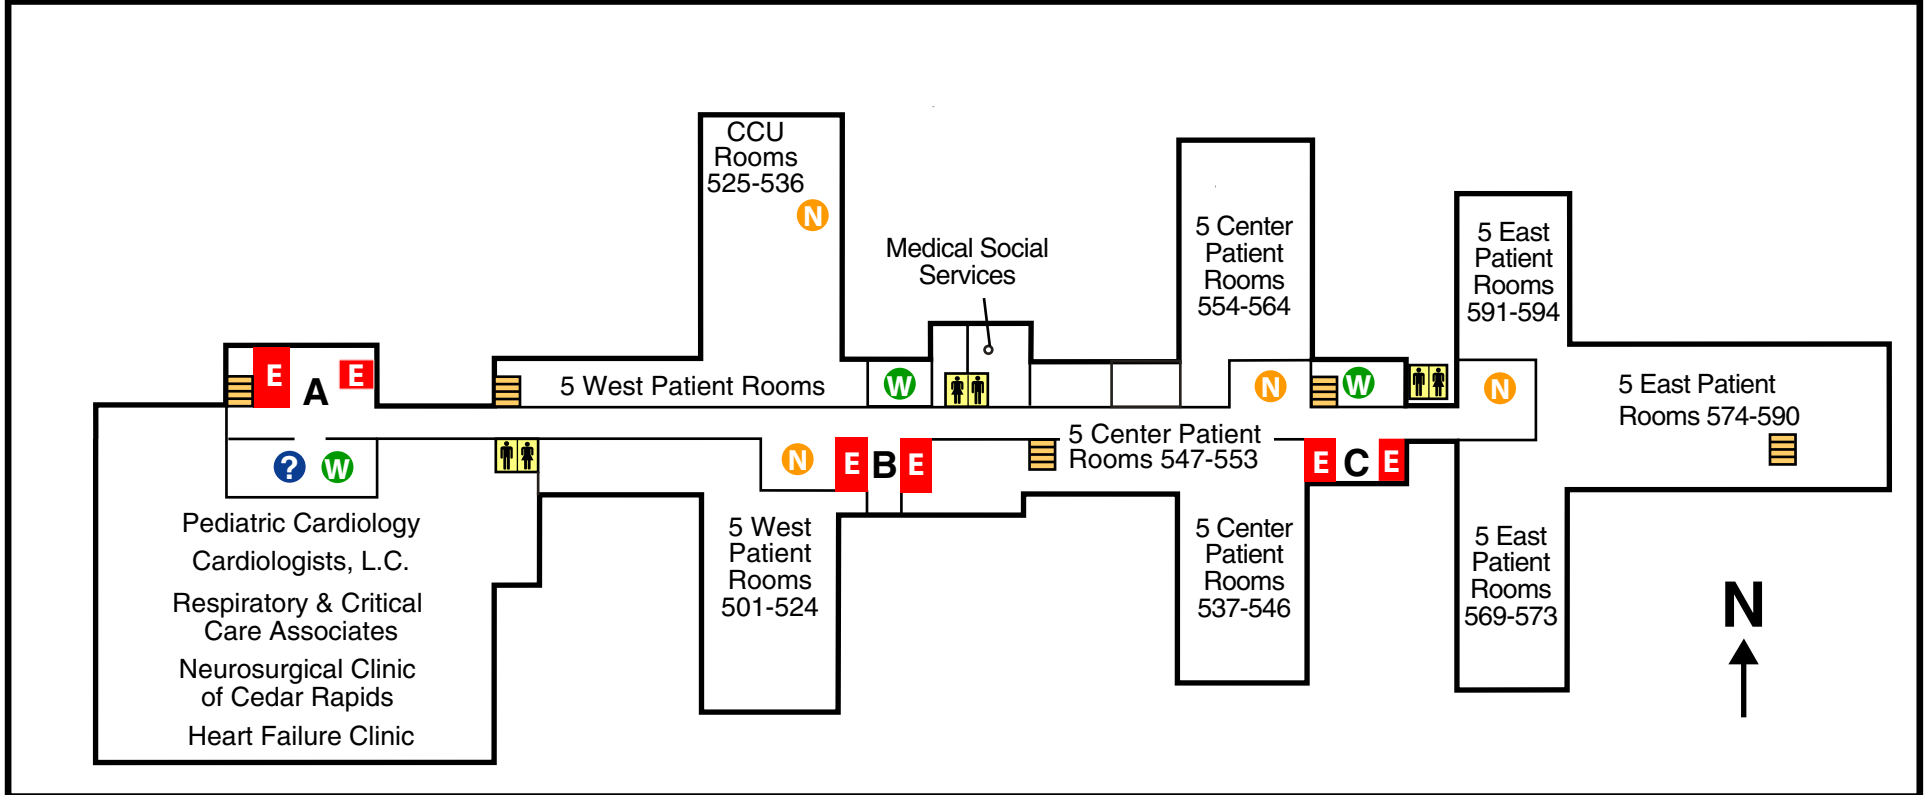 CCU
Rooms
525-536
N
Medical Social
Services
5 Center
Patient
Rooms
554-564
5 East
Patient
Rooms
591-594
E
A
E
5 West Patient Rooms
W
N
W
N
5 East Patient
Rooms 574-590
?
W
N
E
B
E
5 Center Patient
Rooms 547-553
E
C
E
Pediatric Cardiology
Cardiologists, L.C.
Respiratory & Critical
Care Associates
Neurosurgical Clinic
of Cedar Rapids
Heart Failure Clinic
5 West
Patient
Rooms
501-524
5 Center
Patient
Rooms
537-546
5 East
Patient
Rooms
569-573
N